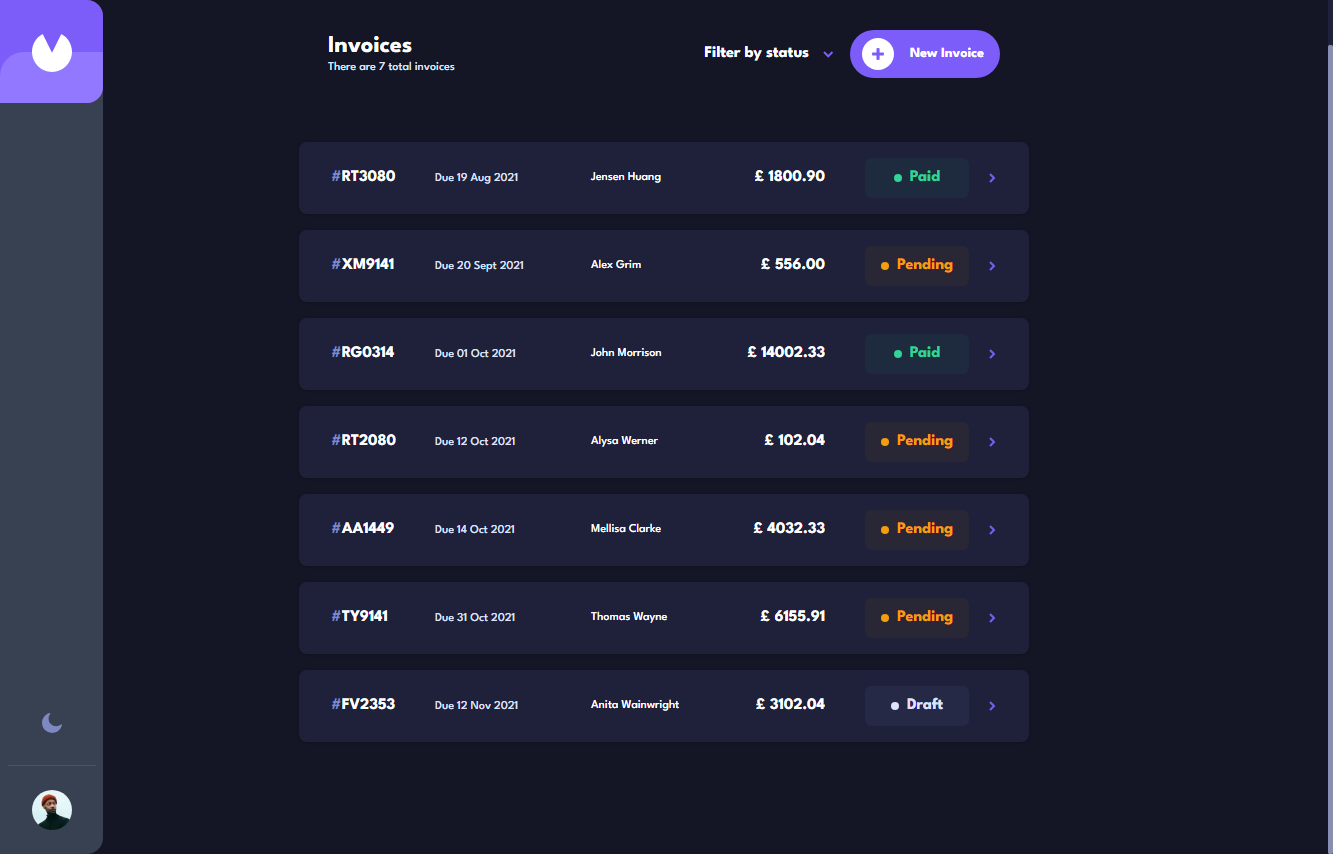 Invoices
There are 7 total invoices
Filter by status
New Invoice
#RT3080 Due 19 Aug 2021 Jensen Huang £ 1800.90 Paid
#XM9141 Due 20 Sept 2021 Alex Grim £ 556.00 Pending
#RG0314 Due 01 Oct 2021 John Morrison £ 14002.33 Paid
#RT2080 Due 12 Oct 2021 Alysa Werner £ 102.04 Pending
#AA1449 Due 14 Oct 2021 Mellisa Clarke £ 4032.33 Pending
#TY9141 Due 31 Oct 2021 Thomas Wayne £ 6155.91 Pending
#FV2353 Due 12 Nov 2021 Anita Wainwright £ 3102.04 Draft